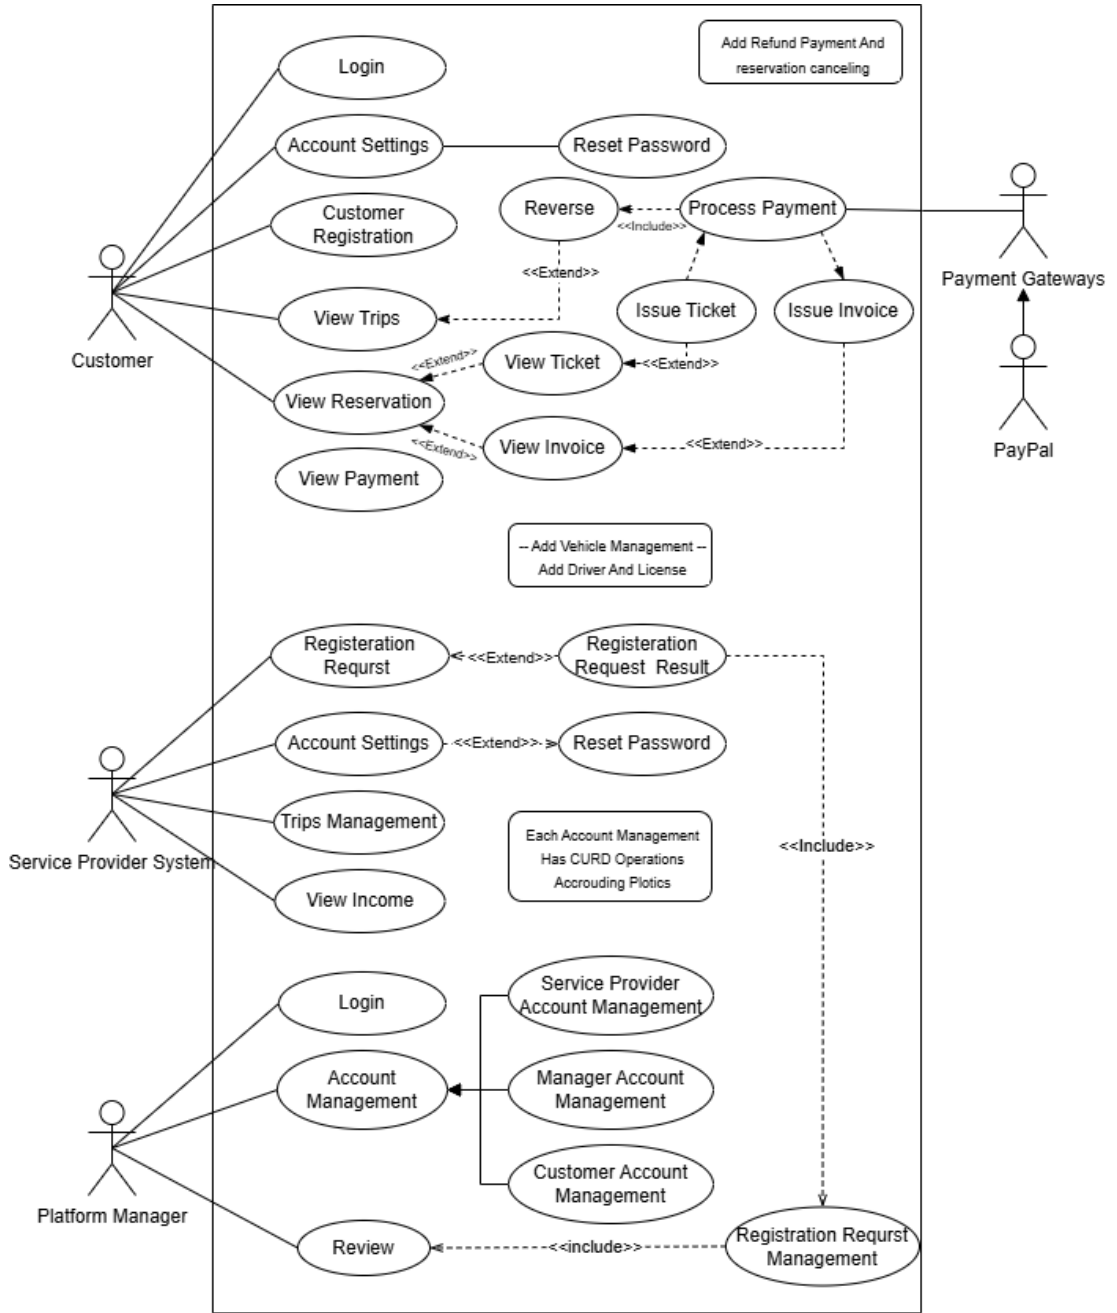 Add Refund Payment And
reservation canceling
Login
Account Settings
Reset Password
Customer
Registration
Reverse
<<Include>>
Process Payment
<<Extend>>
Payment Gateways
View Trips
Issue Ticket
Issue Invoice
Customer
<<Extend>>
View Ticket
<<Extend>>
View Reservation
<<Extend>>
View Invoice
<<Extend>>
PayPal
View Payment
-- Add Vehicle Management --
Add Driver And License
Registeration
Requrst
<<Extend>>
Registeration
Request Result
Account Settings
<<Extend>>
Reset Password
Trips Management
Each Account Management
Has CURD Operations
Accrouding Plotics
<<Include>>
Service Provider System
View Income
Login
Service Provider
Account Management
Account
Management
Manager Account
Management
Customer Account
Management
Platform Manager
Review
<<include>>
Registration Requrst
Management